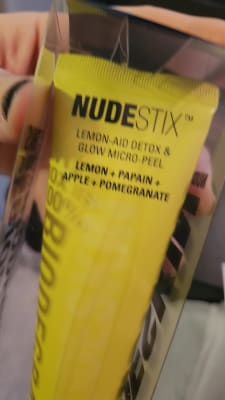 NUDESTIX™
LEMON-AID DETOX &
GLOW MICRO-PEEL
LEMON + PAPAIN +
APPLE + POMEGRANATE